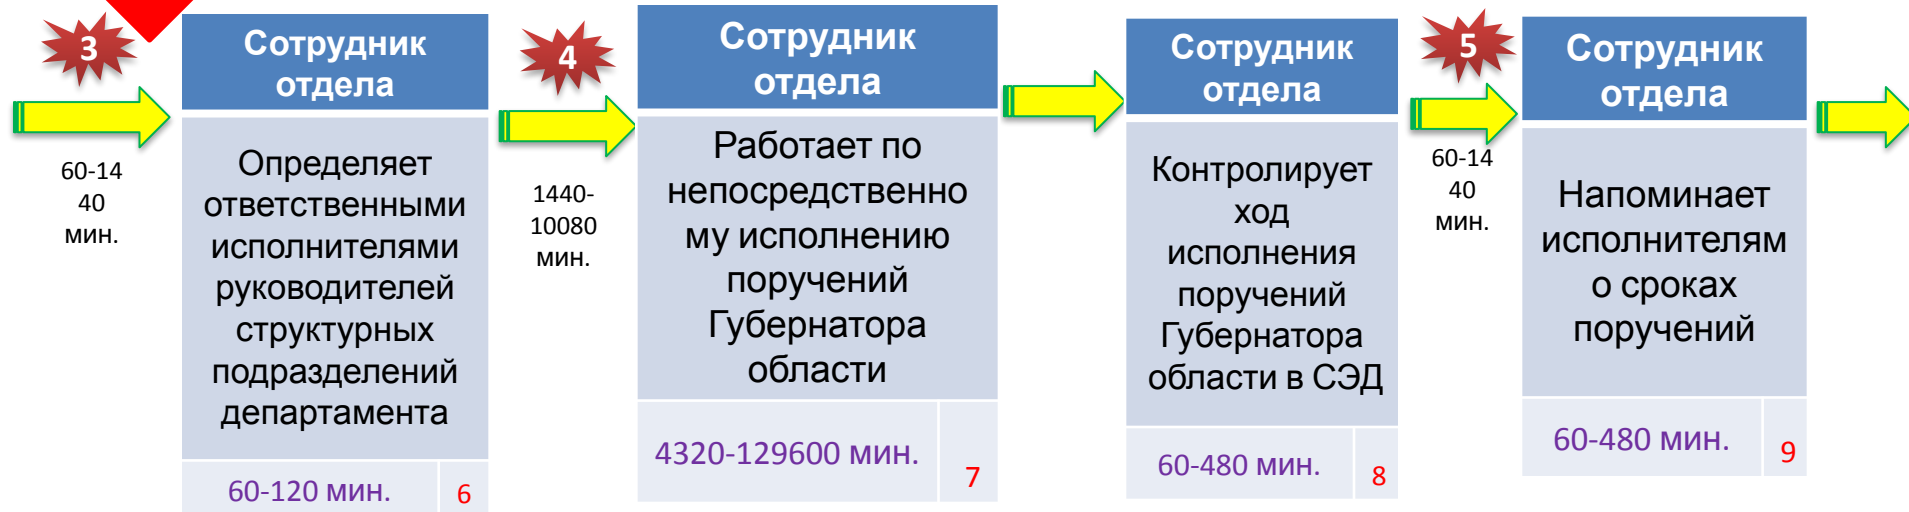 3
60-14
40
мин.
Сотрудник
отдела
Определяет
ответственными
исполнителями
руководителей
структурных
подразделений
департамента
60-120 мин.
6
4
1440-
10080
мин.
Сотрудник
отдела
Работает по
непосредственно
му исполнению
поручений
Губернатора
области
4320-129600 мин.
7
Сотрудник
отдела
Контролирует
ход
исполнения
поручений
Губернатора
области в СЭД
60-480 мин.
8
5
60-14
40
мин.
Сотрудник
отдела
Напоминает
исполнителям
о сроках
поручений
60-480 мин.
9